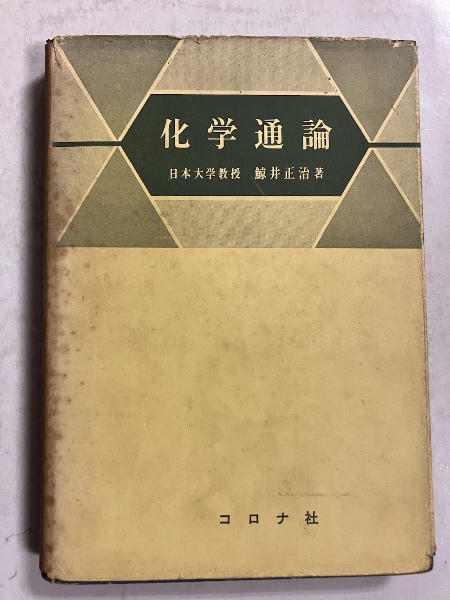 化学通論
日本大学教授 鯨井正治著
コロナ社